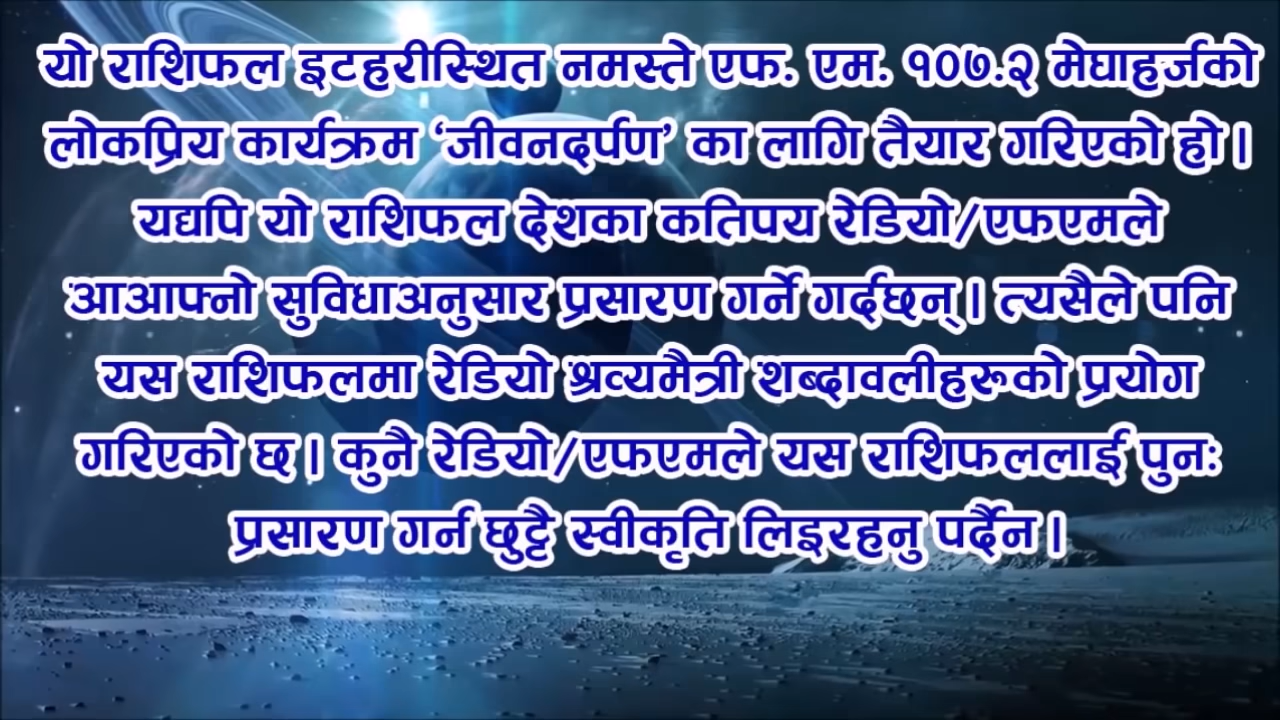 यो राशिफल इटहरीस्थित नमस्ते एफ. एम. १०७.२ मेघाहर्जको
लोकप्रिय कार्यक्रम ‘जीवनदर्पण’ का लागि तैयार गरिएको हो ।
यद्यपि यो राशिफल देशका कतिपय रेडियो/एफएमले
आआफ्नो सुविधाअनुसार प्रसारण गर्ने गर्दछन् । त्यसैले पनि
यस राशिफलमा रेडियो श्रव्यमैत्री शब्दावलीहरूको प्रयोग
गरिएको छ । कुनै रेडियो/एफएमले यस राशिफललाई पुनः
प्रसारण गर्न छुट्टै स्वीकृति लिइरहनु पर्दैन ।